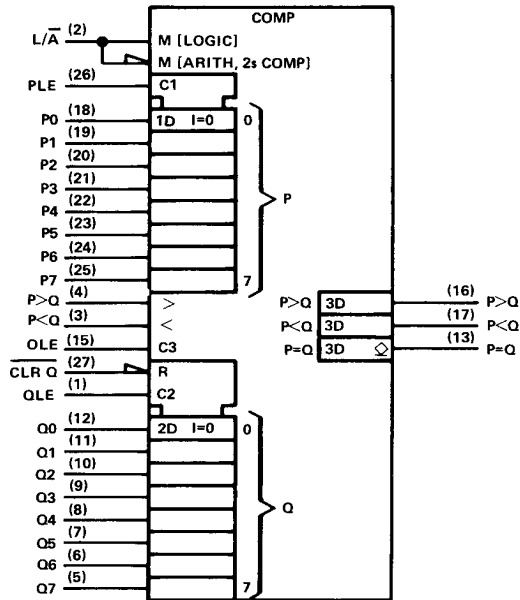 COMP
L/A̅ (2) M [LOGIC]
M [ARITH, 2s COMP]
PLE (26) C1
P0 (18) 1D I=0 0
P1 (19)
P2 (20)
P3 (21) P
P4 (22)
P5 (23)
P6 (24)
P7 (25) 7
P>Q (4) > P>Q 3D (16) P>Q
P<Q (3) < P<Q 3D (17) P<Q
OLE (15) C3 P=Q 3D (13) P=Q
C̅L̅R̅ Q̅ (27) R
QLE (1) C2
Q0 (12) 2D I=0 0
Q1 (11)
Q2 (10)
Q3 (9)
Q4 (8) Q
Q5 (7)
Q6 (6)
Q7 (5) 7